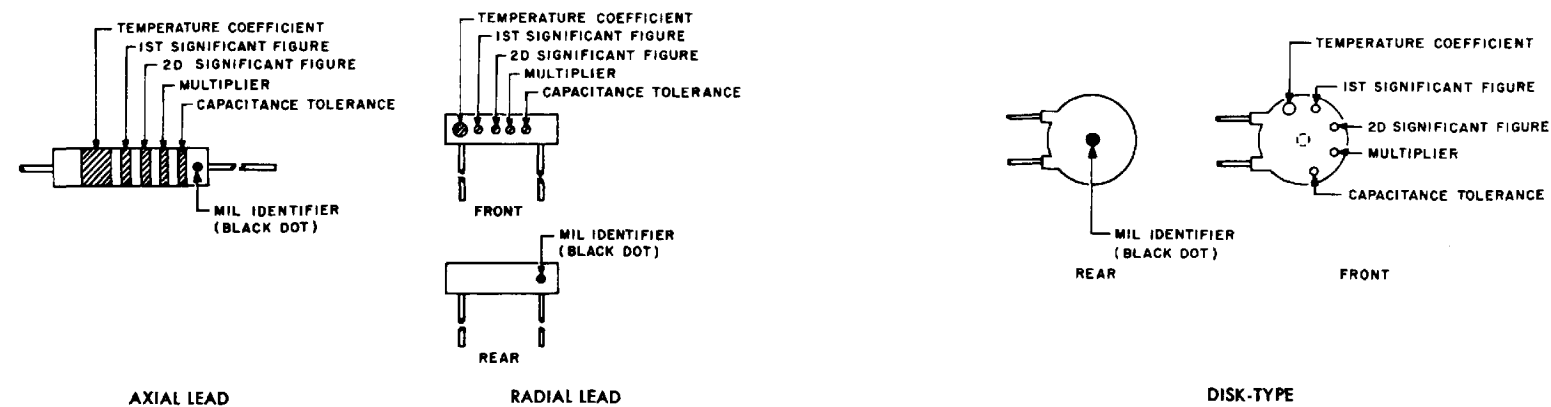 TEMPERATURE COEFFICIENT
1ST SIGNIFICANT FIGURE
2D SIGNIFICANT FIGURE
MULTIPLIER
CAPACITANCE TOLERANCE
MIL IDENTIFIER
(BLACK DOT)
AXIAL LEAD
TEMPERATURE COEFFICIENT
1ST SIGNIFICANT FIGURE
2D SIGNIFICANT FIGURE
MULTIPLIER
CAPACITANCE TOLERANCE
FRONT
MIL IDENTIFIER
(BLACK DOT)
REAR
RADIAL LEAD
MIL IDENTIFIER
(BLACK DOT)
REAR
TEMPERATURE COEFFICIENT
1ST SIGNIFICANT FIGURE
2D SIGNIFICANT FIGURE
MULTIPLIER
CAPACITANCE TOLERANCE
FRONT
DISK-TYPE